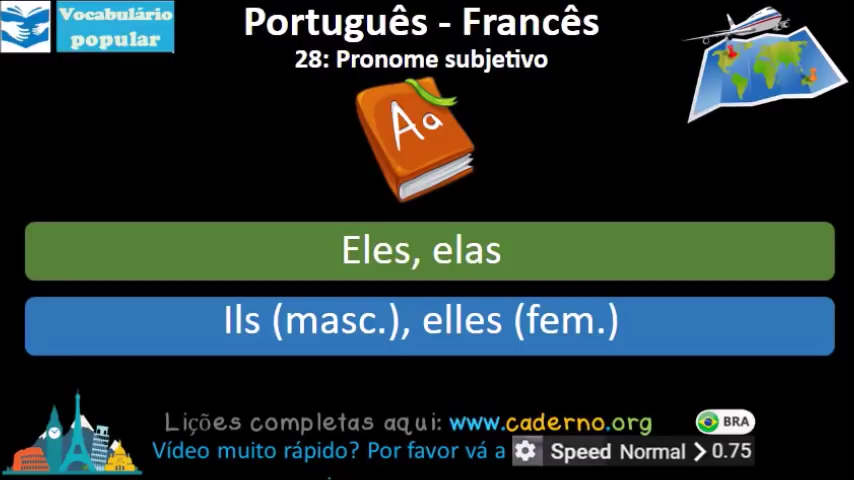 Vocabulário
popular
Português - Francês
28: Pronome subjetivo
Aa
Eles, elas
Ils (masc.), elles (fem.)
Lições completas aqui: www.caderno.org
BRA
Vídeo muito rápido? Por favor vá a Speed Normal > 0.75